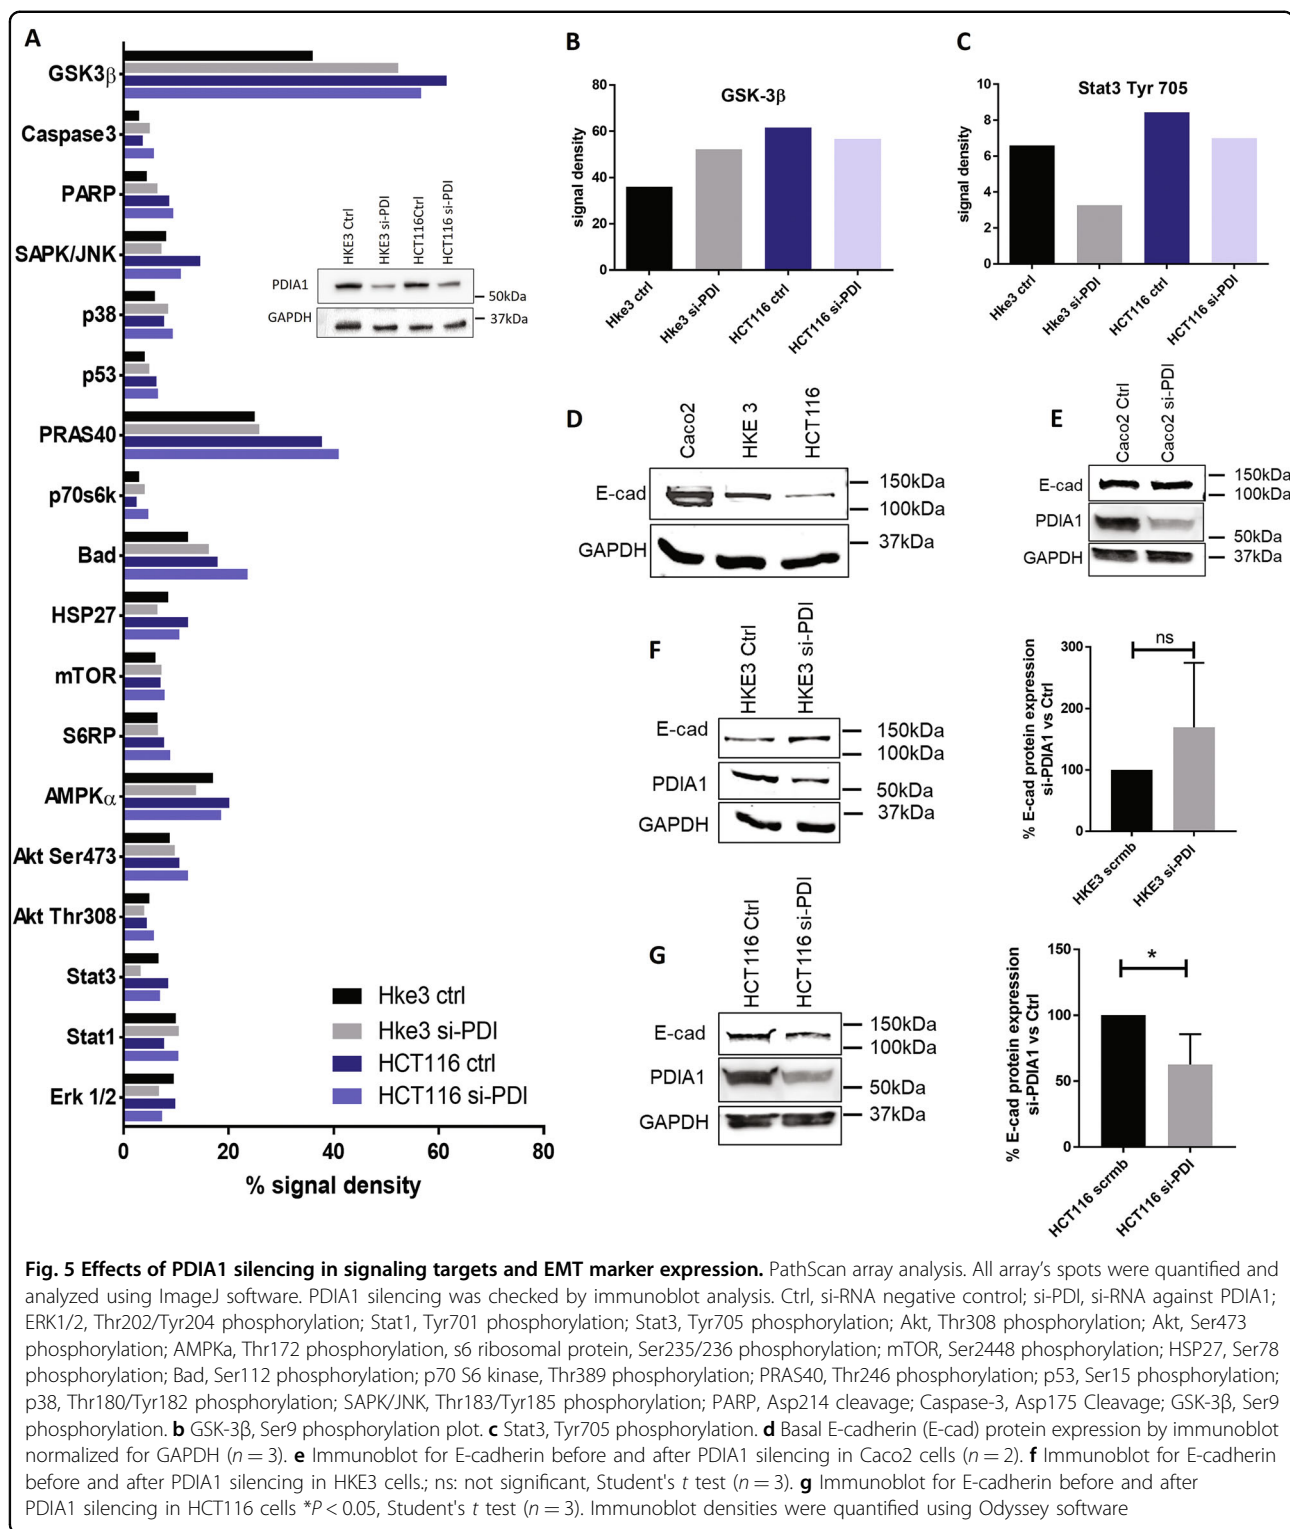 A
GSK3β
Caspase3
PARP
SAPK/JNK
p38
p53
PRAS40
p70s6k
Bad
HSP27
mTOR
S6RP
AMPKα
Akt Ser473
Akt Thr308
Stat3
Stat1
Erk 1/2
0 20 40 60 80
% signal density
Hke3 ctrl
Hke3 si-PDI
HCT116 ctrl
HCT116 si-PDI
HKE3 Ctrl
HKE3 si-PDI
HCT116Ctrl
HCT116 si-PDI
PDIA1
50kDa
GAPDH
37kDa
B
GSK-3β
signal density
80
60
40
20
0
Hke3 ctrl
Hke3 si-PDI
HCT116 ctrl
HCT116 si-PDI
C
Stat3 Tyr 705
signal density
10
8
6
4
2
0
Hke3 ctrl
Hke3 si-PDI
HCT116 ctrl
HCT116 si-PDI
D
Caco2
HKE 3
HCT116
E-cad
150kDa
100kDa
GAPDH
37kDa
E
Caco2 Ctrl
Caco2 si-PDI
E-cad
150kDa
100kDa
PDIA1
50kDa
GAPDH
37kDa
F
HKE3 Ctrl
HKE3 si-PDI
E-cad
150kDa
100kDa
PDIA1
50kDa
GAPDH
37kDa
% E-cad protein expression
si-PDIA1 vs Ctrl
300
200
100
0
ns
HKE3 scrmb
HKE3 si-PDI
G
HCT116 Ctrl
HCT116 si-PDI
E-cad
150kDa
100kDa
PDIA1
50kDa
GAPDH
37kDa
% E-cad protein expression
si-PDIA1 vs Ctrl
150
100
50
0
*
HCT116 scrmb
HCT116 si-PDI
Fig. 5 Effects of PDIA1 silencing in signaling targets and EMT marker expression. PathScan array analysis. All array's spots were quantified and
analyzed using ImageJ software. PDIA1 silencing was checked by immunoblot analysis. Ctrl, si-RNA negative control; si-PDI, si-RNA against PDIA1;
ERK1/2, Thr202/Tyr204 phosphorylation; Stat1, Tyr701 phosphorylation; Stat3, Tyr705 phosphorylation; Akt, Thr308 phosphorylation; Akt, Ser473
phosphorylation; AMPKa, Thr172 phosphorylation, s6 ribosomal protein, Ser235/236 phosphorylation; mTOR, Ser2448 phosphorylation; HSP27, Ser78
phosphorylation; Bad, Ser112 phosphorylation; p70 S6 kinase, Thr389 phosphorylation; PRAS40, Thr246 phosphorylation; p53, Ser15 phosphorylation;
p38, Thr180/Tyr182 phosphorylation; SAPK/JNK, Thr183/Tyr185 phosphorylation; PARP, Asp214 cleavage; Caspase-3, Asp175 Cleavage; GSK-3β, Ser9
phosphorylation. b GSK-3β, Ser9 phosphorylation plot. c Stat3, Tyr705 phosphorylation. d Basal E-cadherin (E-cad) protein expression by immunoblot
normalized for GAPDH (n = 3). e Immunoblot for E-cadherin before and after PDIA1 silencing in Caco2 cells (n = 2). f Immunoblot for E-cadherin
before and after PDIA1 silencing in HKE3 cells.; ns: not significant, Student's t test (n = 3). g Immunoblot for E-cadherin before and after
PDIA1 silencing in HCT116 cells *P < 0.05, Student's t test (n = 3). Immunoblot densities were quantified using Odyssey software